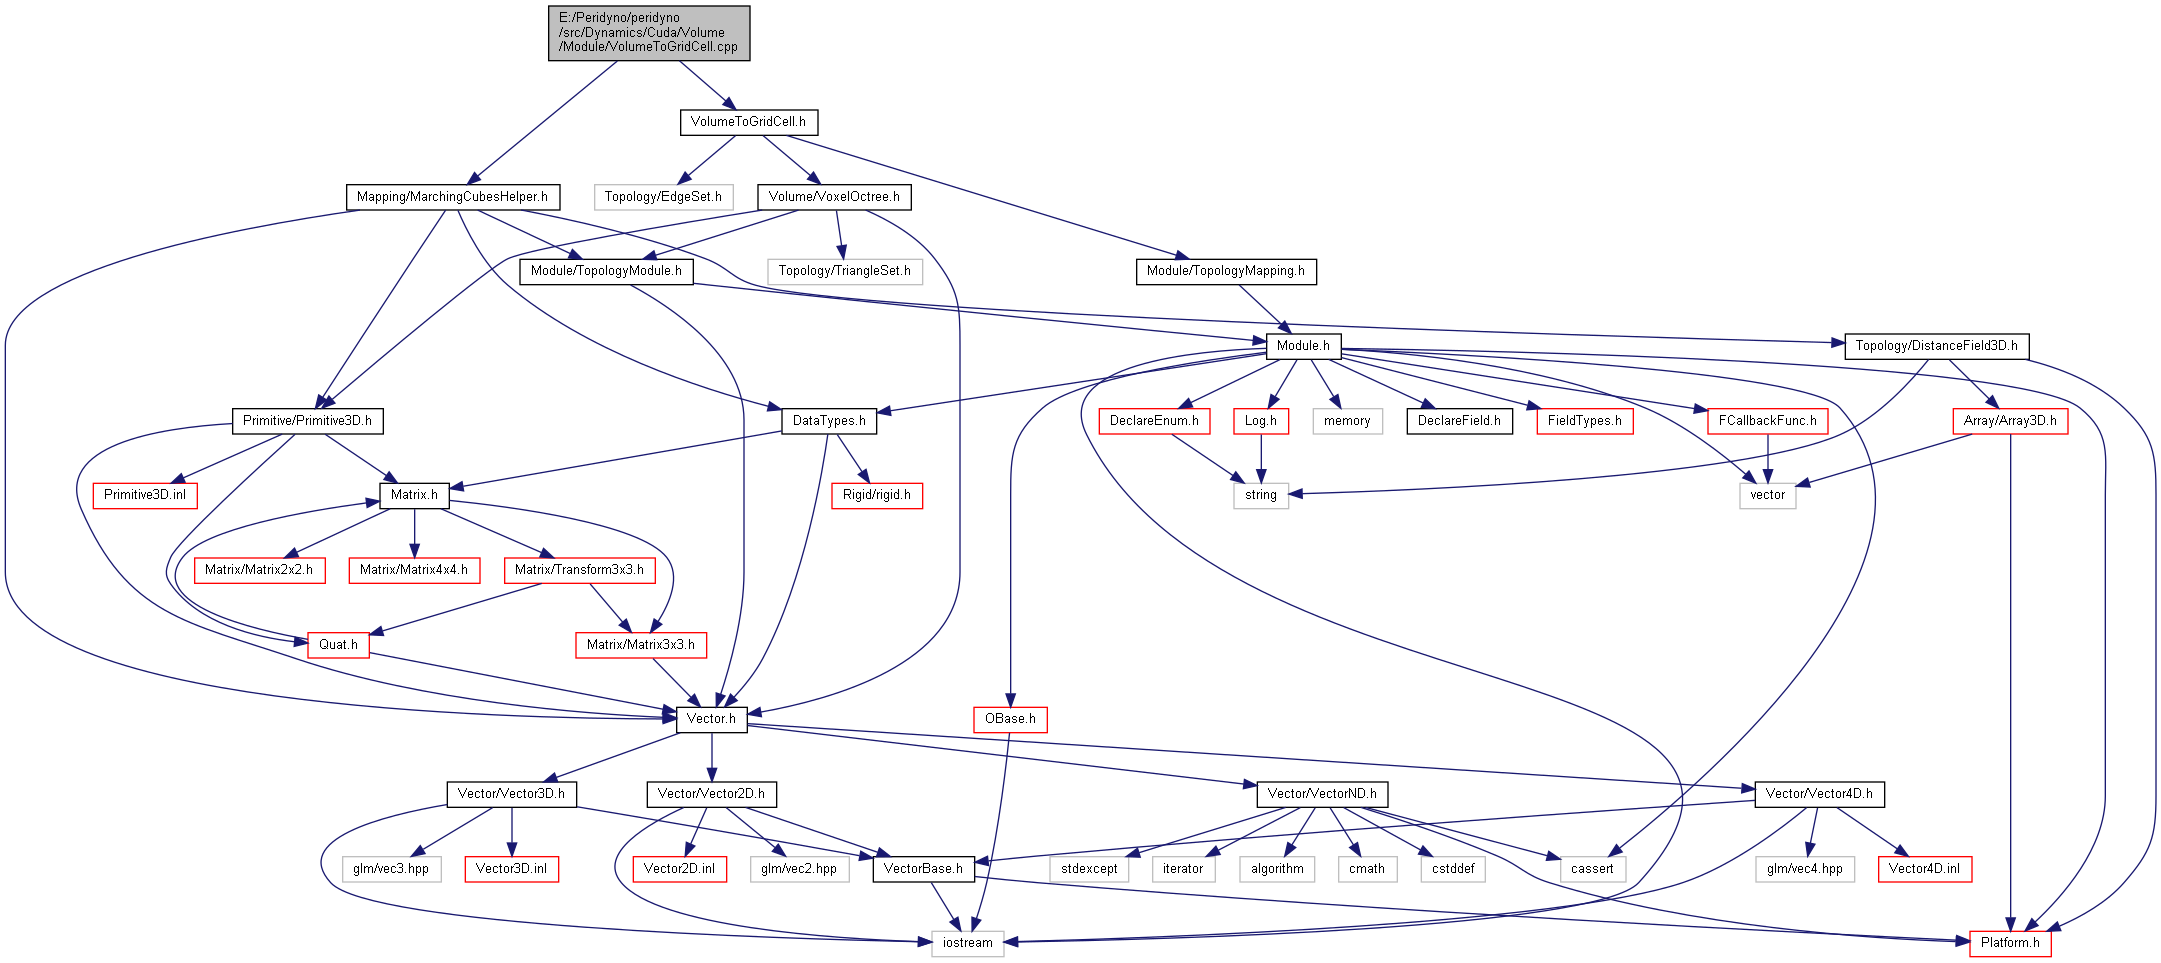 E:/Peridyno/peridyno
/src/Dynamics/Cuda/Volume
/Module/VolumeToGridCell.cpp
VolumeToGridCell.h
Mapping/MarchingCubesHelper.h
Topology/EdgeSet.h
Volume/VoxelOctree.h
Module/TopologyModule.h
Topology/TriangleSet.h
Module/TopologyMapping.h
Module.h
Topology/DistanceField3D.h
Primitive/Primitive3D.h
DataTypes.h
DeclareEnum.h
Log.h
memory
DeclareField.h
FieldTypes.h
FCallbackFunc.h
Array/Array3D.h
Primitive3D.inl
Matrix.h
Rigid/rigid.h
string
vector
Matrix/Matrix2x2.h
Matrix/Matrix4x4.h
Matrix/Transform3x3.h
Quat.h
Matrix/Matrix3x3.h
Vector.h
OBase.h
Vector/Vector3D.h
Vector/Vector2D.h
Vector/VectorND.h
Vector/Vector4D.h
glm/vec3.hpp
Vector3D.inl
Vector2D.inl
glm/vec2.hpp
VectorBase.h
stdexcept
iterator
algorithm
cmath
cstddef
cassert
glm/vec4.hpp
Vector4D.inl
iostream
Platform.h